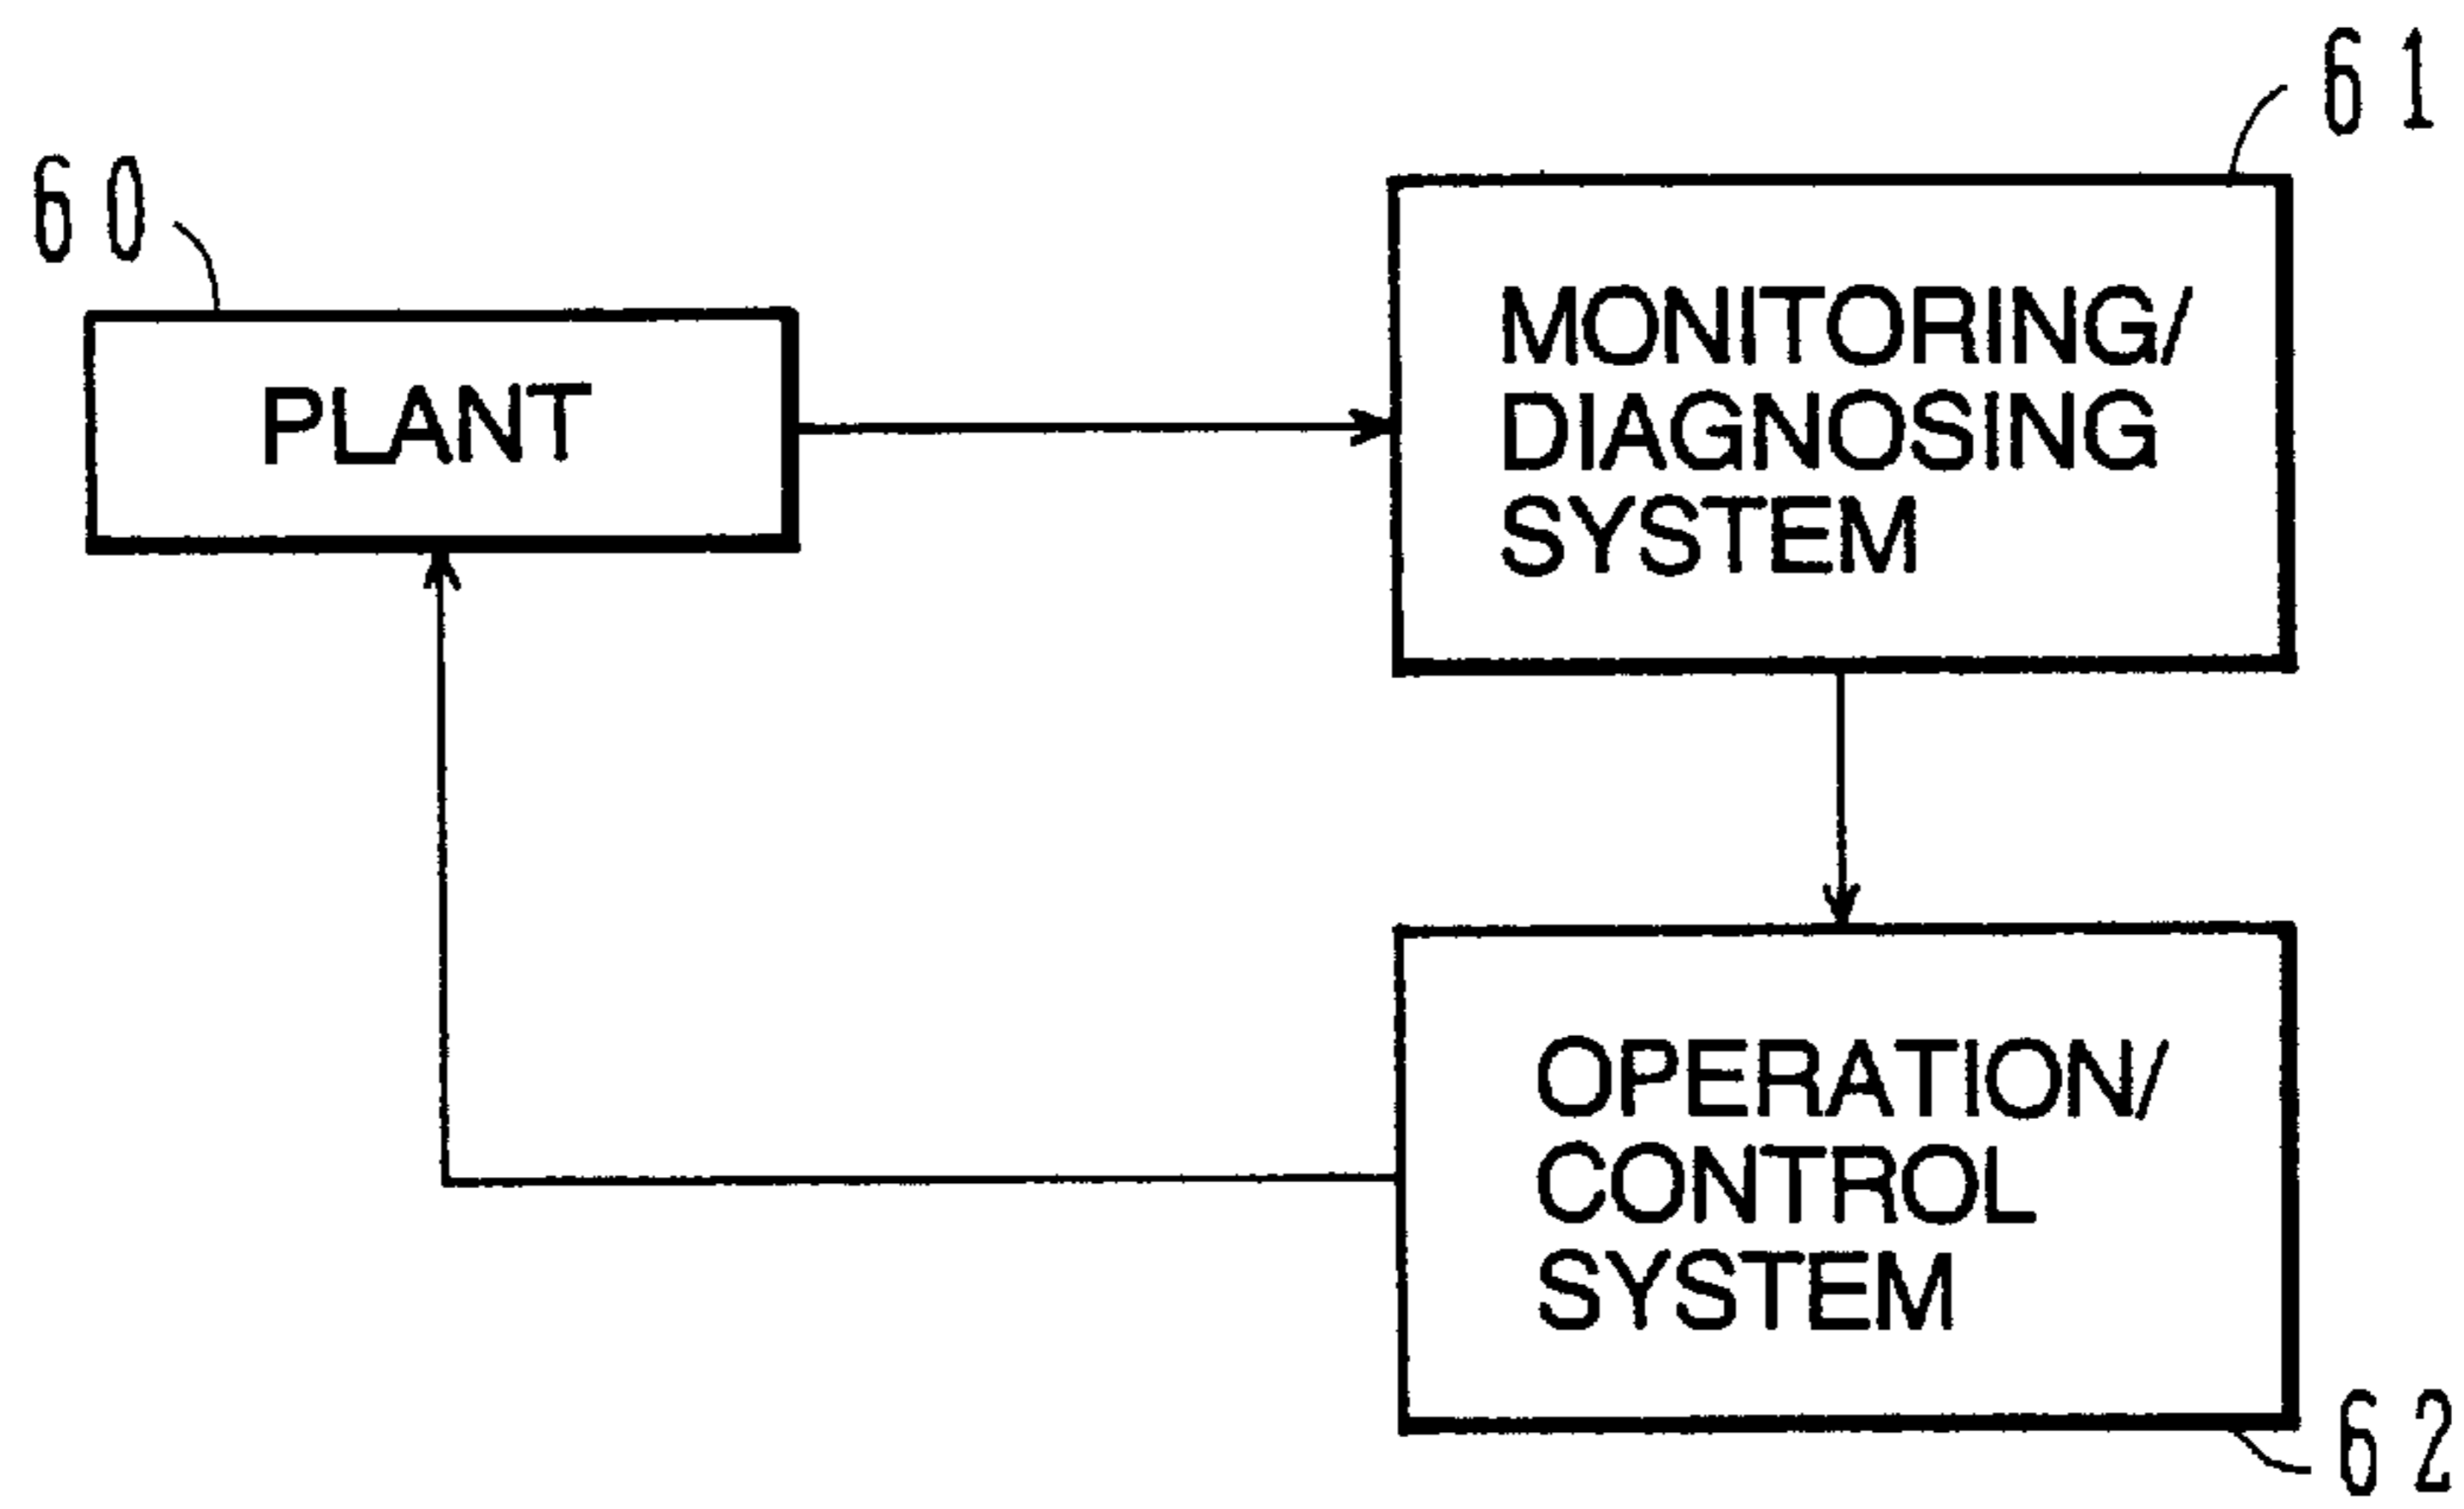 61
60
PLANT
MONITORING/
DIAGNOSING
SYSTEM
OPERATION/
CONTROL
SYSTEM
62